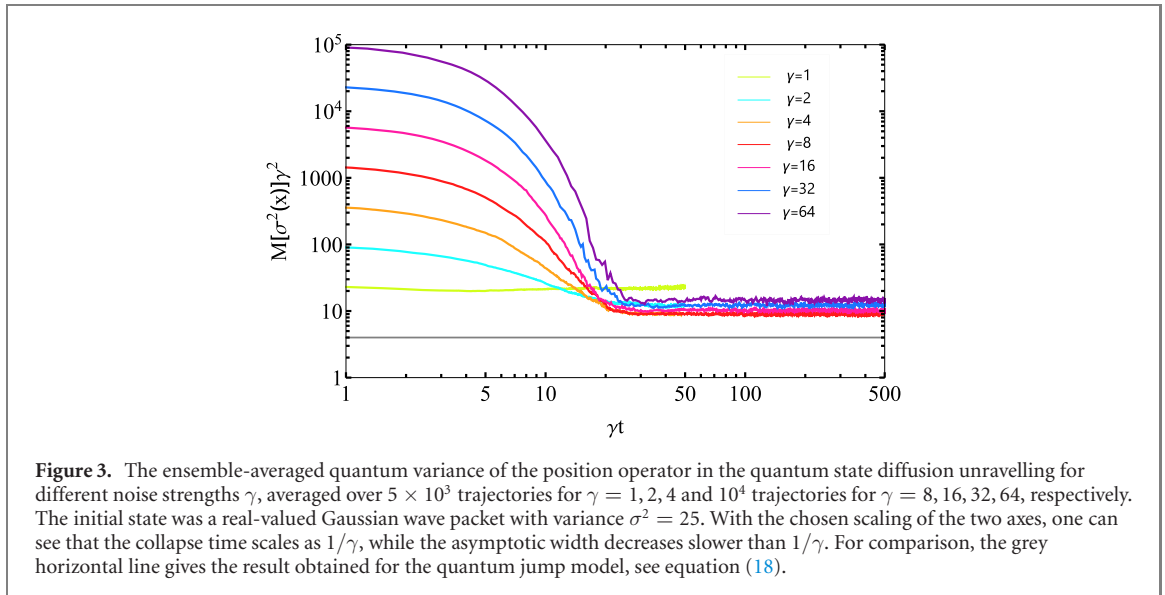 10⁵
10⁴
1000
100
10
1
M[σ²(x)]γ²
γ=1
γ=2
γ=4
γ=8
γ=16
γ=32
γ=64
1 5 10 50 100 500
γt
Figure 3. The ensemble-averaged quantum variance of the position operator in the quantum state diffusion unravelling for
different noise strengths γ, averaged over 5 × 10³ trajectories for γ = 1, 2, 4 and 10⁴ trajectories for γ = 8, 16, 32, 64, respectively.
The initial state was a real-valued Gaussian wave packet with variance σ² = 25. With the chosen scaling of the two axes, one can
see that the collapse time scales as 1/γ, while the asymptotic width decreases slower than 1/γ. For comparison, the grey
horizontal line gives the result obtained for the quantum jump model, see equation (18).